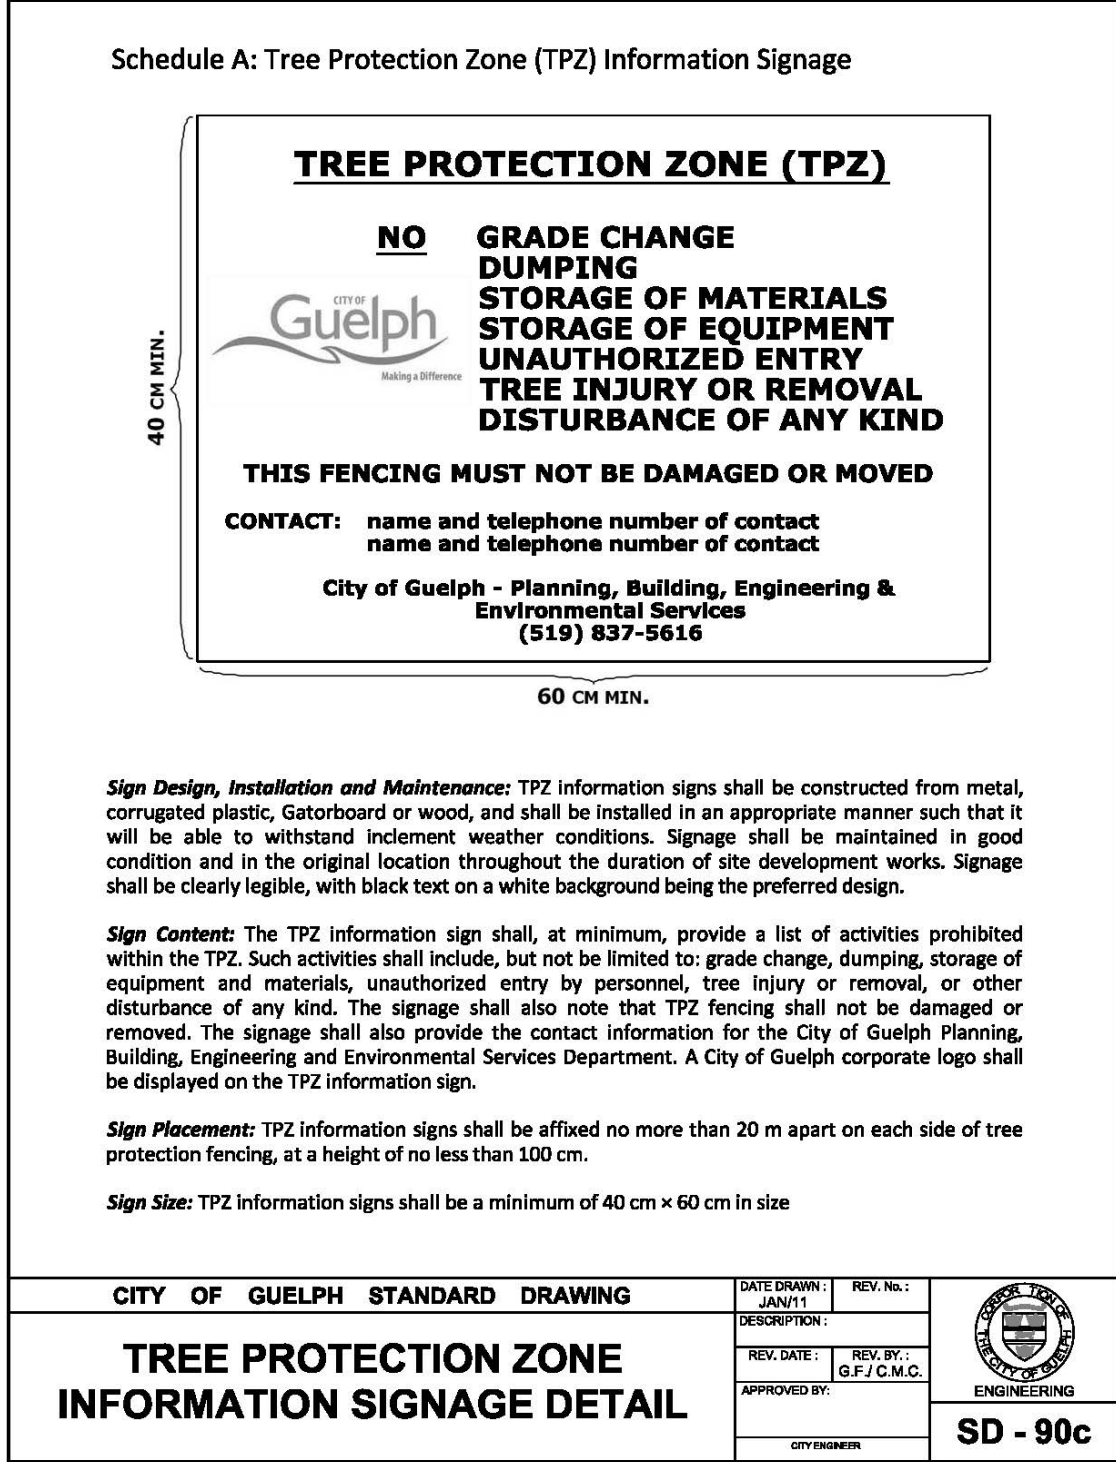 Schedule A: Tree Protection Zone (TPZ) Information Signage
TREE PROTECTION ZONE (TPZ)
NO GRADE CHANGE
DUMPING
STORAGE OF MATERIALS
STORAGE OF EQUIPMENT
UNAUTHORIZED ENTRY
TREE INJURY OR REMOVAL
DISTURBANCE OF ANY KIND
CITY OF
Guelph
Making a Difference
40 CM MIN.
THIS FENCING MUST NOT BE DAMAGED OR MOVED
CONTACT: name and telephone number of contact
name and telephone number of contact
City of Guelph - Planning, Building, Engineering &
Environmental Services
(519) 837-5616
60 CM MIN.
Sign Design, Installation and Maintenance: TPZ information signs shall be constructed from metal,
corrugated plastic, Gatorboard or wood, and shall be installed in an appropriate manner such that it
will be able to withstand inclement weather conditions. Signage shall be maintained in good
condition and in the original location throughout the duration of site development works. Signage
shall be clearly legible, with black text on a white background being the preferred design.
Sign Content: The TPZ information sign shall, at minimum, provide a list of activities prohibited
within the TPZ. Such activities shall include, but not be limited to: grade change, dumping, storage of
equipment and materials, unauthorized entry by personnel, tree injury or removal, or other
disturbance of any kind. The signage shall also note that TPZ fencing shall not be damaged or
removed. The signage shall also provide the contact information for the City of Guelph Planning,
Building, Engineering and Environmental Services Department. A City of Guelph corporate logo shall
be displayed on the TPZ information sign.
Sign Placement: TPZ information signs shall be affixed no more than 20 m apart on each side of tree
protection fencing, at a height of no less than 100 cm.
Sign Size: TPZ information signs shall be a minimum of 40 cm × 60 cm in size
CITY OF GUELPH STANDARD DRAWING
TREE PROTECTION ZONE
INFORMATION SIGNAGE DETAIL
DATE DRAWN :
JAN/11
REV. No. :
DESCRIPTION :
REV. DATE :
REV. BY. :
G.F./ C.M.C.
APPROVED BY:
CITY ENGINEER
CORPOR TION OF
THE CITY OF GUELPH
ENGINEERING
SD - 90c